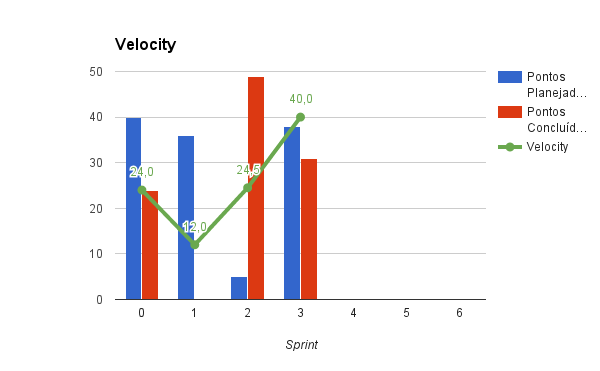 Velocity
50
40
30
20
10
0
24,0
12,0
24,5
40,0
0 1 2 3 4 5 6
Sprint
Pontos
Planejad...
Pontos
Concluíd...
Velocity